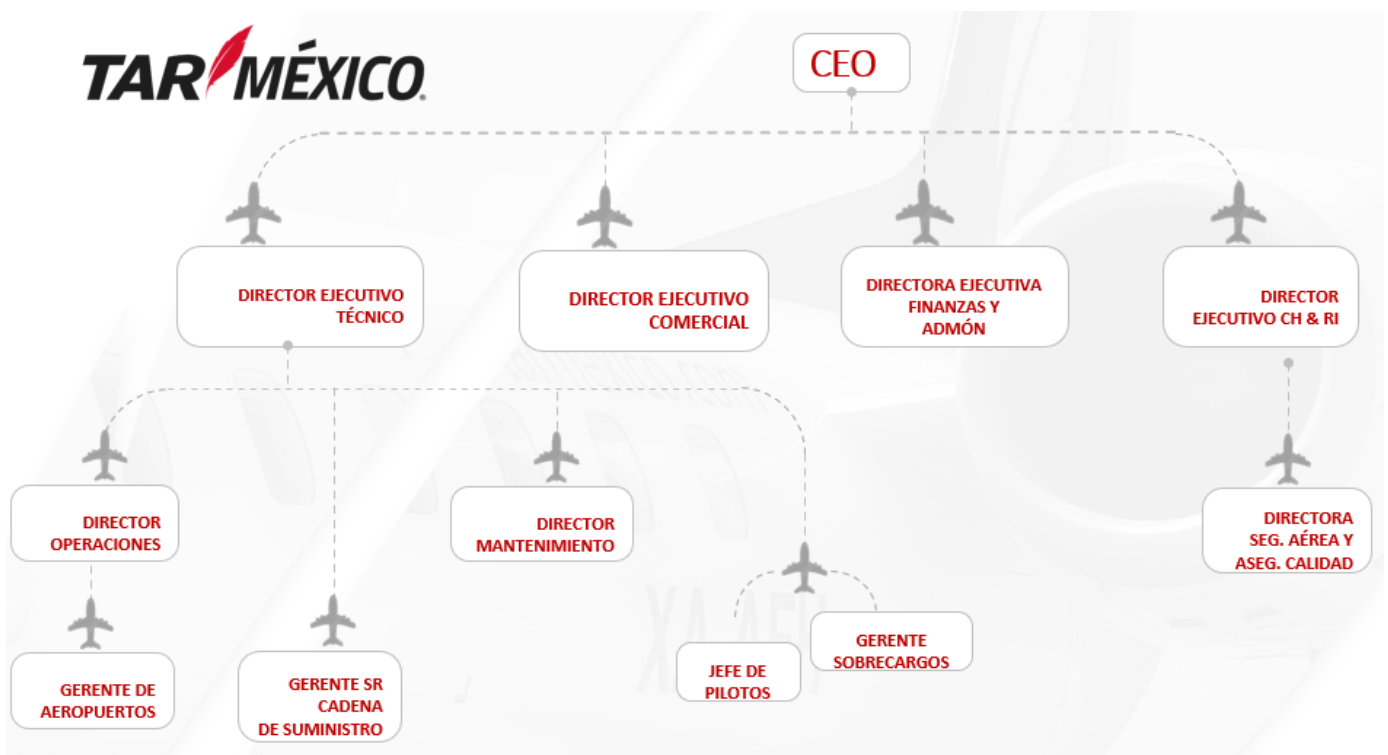 TAR MÉXICO
CEO
DIRECTOR EJECUTIVO
TÉCNICO
DIRECTOR EJECUTIVO
COMERCIAL
DIRECTORA EJECUTIVA
FINANZAS Y
ADMÓN
DIRECTOR
EJECUTIVO CH & RI
DIRECTOR
OPERACIONES
DIRECTOR
MANTENIMIENTO
DIRECTORA
SEG. AÉREA Y
ASEG. CALIDAD
GERENTE DE
AEROPUERTOS
GERENTE SR
CADENA
DE SUMINISTRO
JEFE DE
PILOTOS
GERENTE
SOBRECARGOS